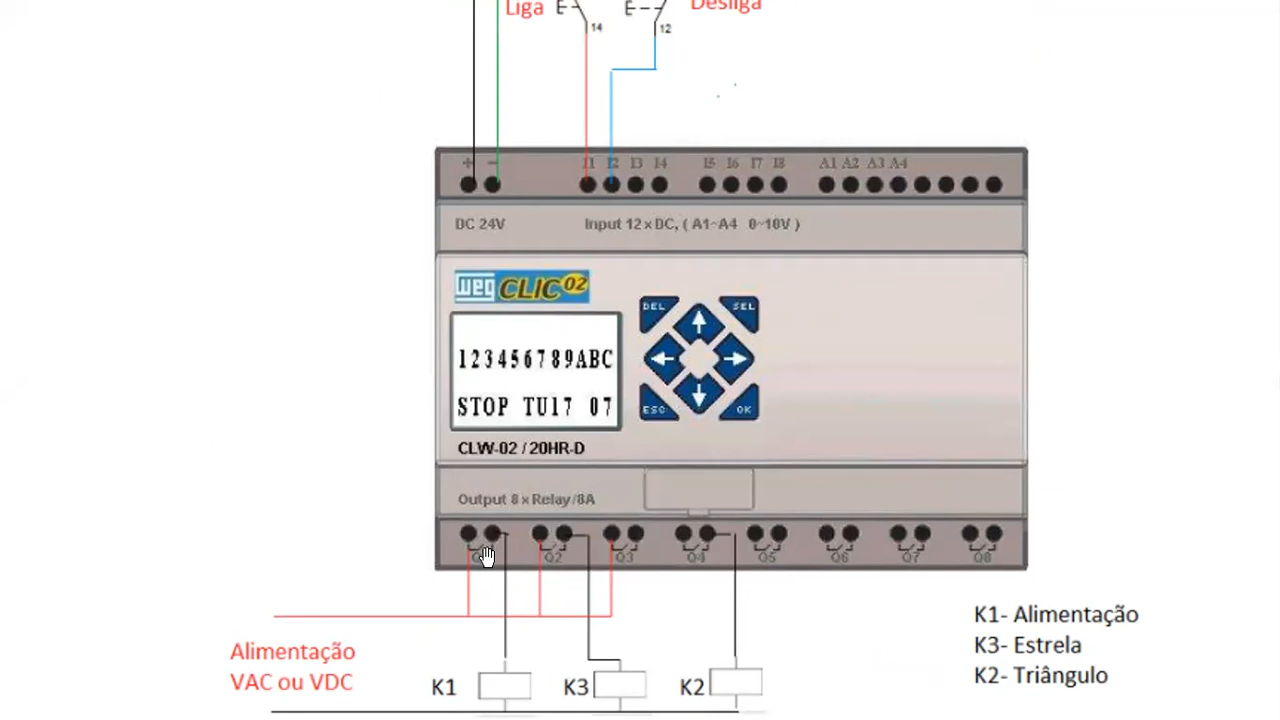 Liga
E--
14
E---
12
Desliga
+ −
I1 I2 I3 I4 I5 I6 I7 I8 A1 A2 A3 A4
DC 24V
Input 12 x DC, ( A1~A4 0~10V )
WEG CLIC 02
DEL
SEL
123456789ABC
STOP TU17 07
ESC
OK
CLW-02 / 20HR-D
Output 8 x Relay /8A
Q2 Q3 Q4 Q5 Q6 Q7 Q8
Alimentação
VAC ou VDC
K1
K3
K2
K1- Alimentação
K3- Estrela
K2- Triângulo